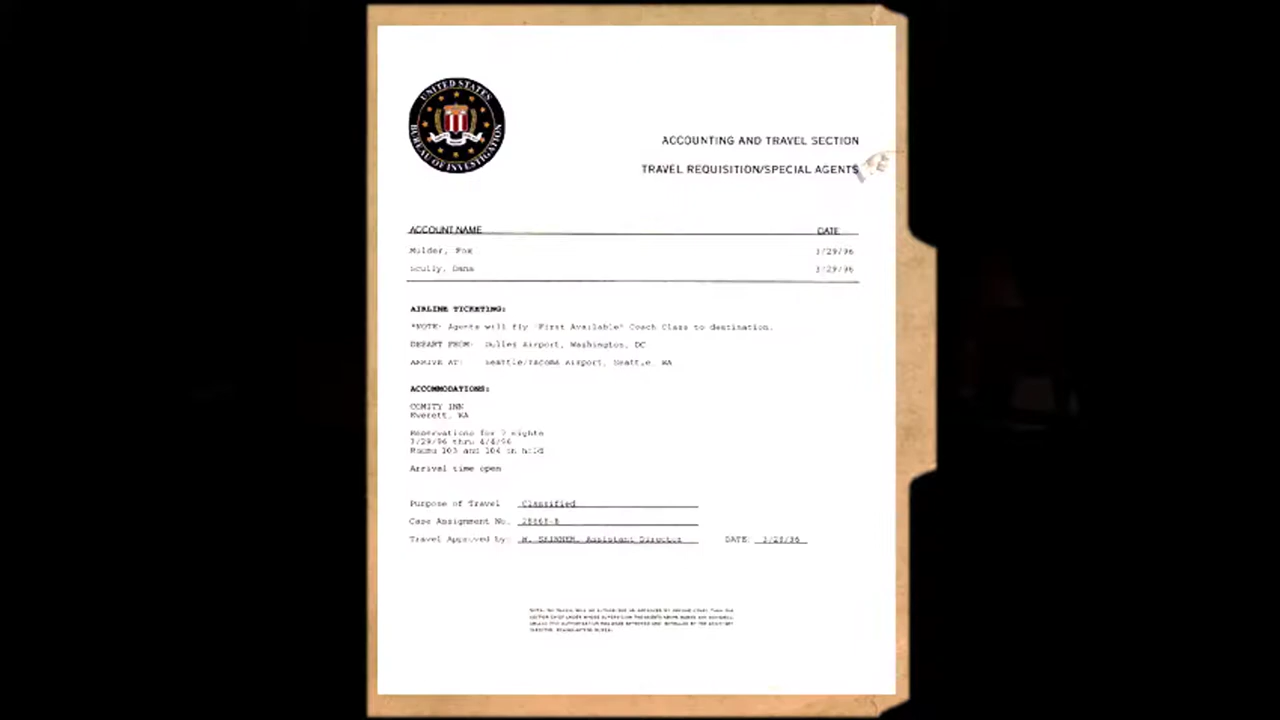 UNITED STATES
BUREAU OF INVESTIGATION
ACCOUNTING AND TRAVEL SECTION
TRAVEL REQUISITION/SPECIAL AGENTS
ACCOUNT NAME DATE
Mulder, Fox 3/29/96
Scully, Dana 3/29/96
AIRLINE TICKETING:
*NOTE: Agents will fly "First Available" Coach Class to destination.
DEPART FROM: Dulles Airport, Washington, DC
ARRIVE AT: Seattle/TACOMA Airport, Seattle, WA
ACCOMMODATIONS:
COMITY INN
Everett, WA
Reservations for 7 nights
3/29/96 thru 4/4/96
Rooms 103 and 104 on hold
Arrival time open
Purpose of Travel Classified
Case Assignment No.
Travel Approved by: W. SKINNER, Assistant Director DATE: